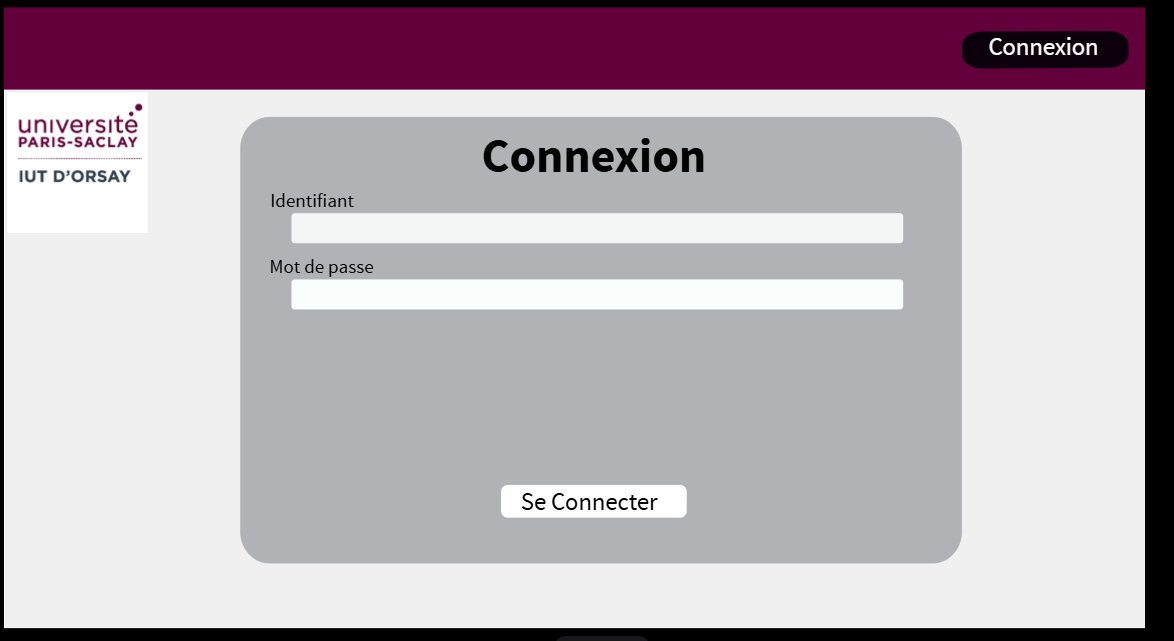 Connexion
université
PARIS-SACLAY
IUT D'ORSAY
Connexion
Identifiant
Mot de passe
Se Connecter